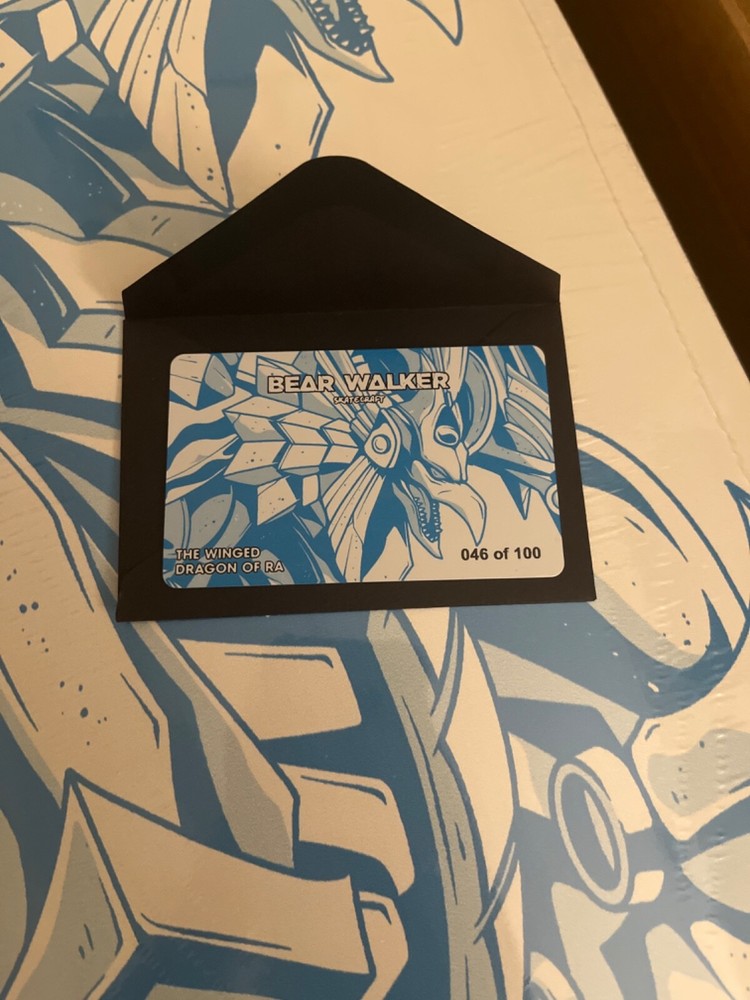 BEAR WALKER
SKATECRAFT
THE WINGED
DRAGON OF RA
046 of 100